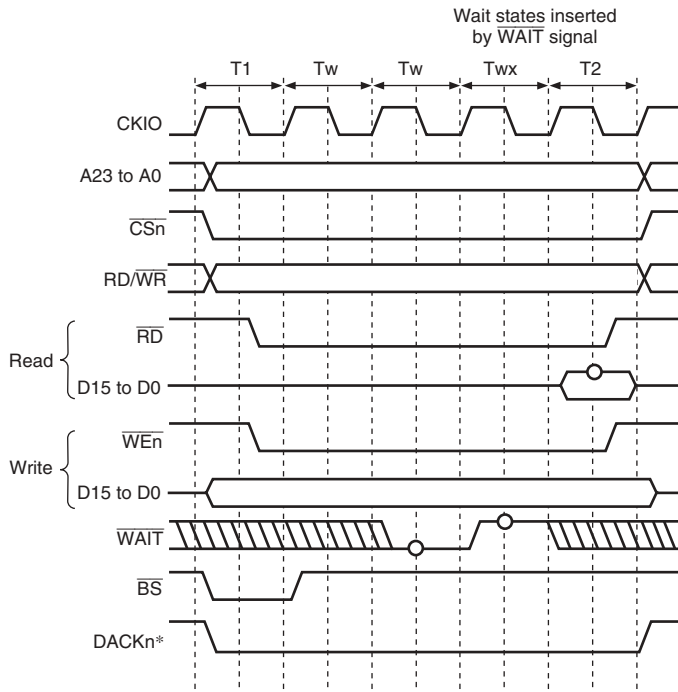 Wait states inserted
by WAIT signal
T1 Tw Tw Twx T2
CKIO
A23 to A0
CSn
RD/WR
Read
RD
D15 to D0
Write
WEn
D15 to D0
WAIT
BS
DACKn*